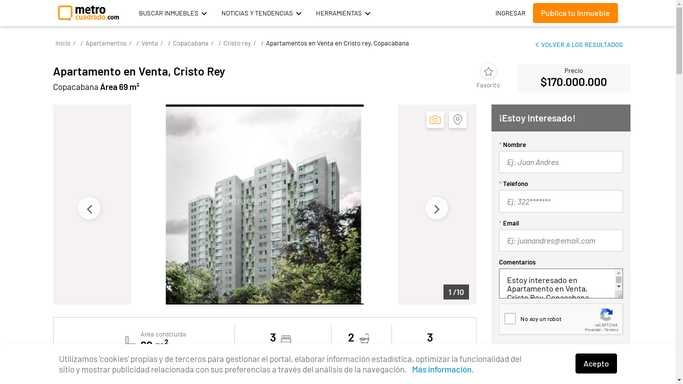 metro
cuadrado.com
BUSCAR INMUEBLES
NOTICIAS Y TENDENCIAS
HERRAMIENTAS
INGRESAR
Publica tu Inmueble
Inicio / / Apartamentos / / Venta / / Copacabana / / Cristo rey / / Apartamentos en Venta en Cristo rey, Copacabana
VOLVER A LOS RESULTADOS
Apartamento en Venta, Cristo Rey
Copacabana Área 69 m²
Favorito
Precio
$170.000.000
1 /10
¡Estoy Interesado!
* Nombre
Ej: Juan Andres
* Telefono
Ej: 322*******
* Email
Ej: juanandres@email.com
Comentarios
Estoy interesado en
Apartamento en Venta,
Cristo Rey, Copacabana
No soy un robot
reCAPTCHA
Privacidad - Términos
Área construida
69 m²
3
2
3
Utilizamos 'cookies' propias y de terceros para gestionar el portal, elaborar información estadística, optimizar la funcionalidad del
sitio y mostrar publicidad relacionada con sus preferencias a través del análisis de la navegación. Más información.
Acepto